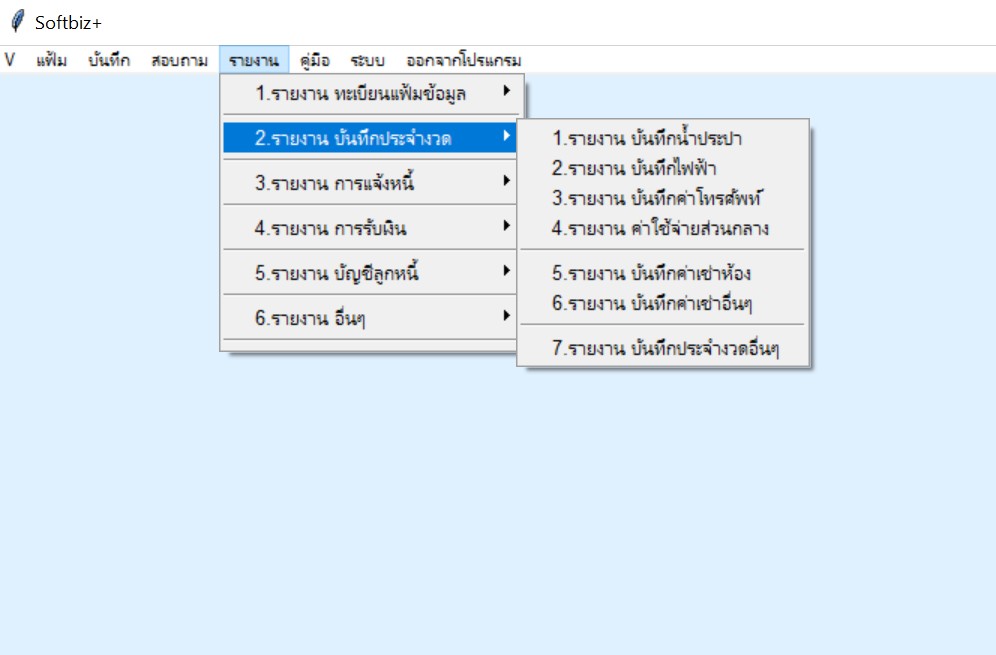 Softbiz+
V แฟ้ม บันทึก สอบถาม รายงาน คู่มือ ระบบ ออกจากโปรแกรม
1.รายงาน ทะเบียนแฟ้มข้อมูล
2.รายงาน บันทึกประจำงวด
3.รายงาน การแจ้งหนี้
4.รายงาน การรับเงิน
5.รายงาน บัญชีลูกหนี้
6.รายงาน อื่นๆ
1.รายงาน บันทึกน้ำประปา
2.รายงาน บันทึกไฟฟ้า
3.รายงาน บันทึกค่าโทรศัพท์
4.รายงาน ค่าใช้จ่ายส่วนกลาง
5.รายงาน บันทึกค่าเช่าห้อง
6.รายงาน บันทึกค่าเช่าอื่นๆ
7.รายงาน บันทึกประจำงวดอื่นๆ